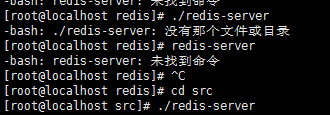 -bash: redis-server: 未找到命令
[root@localhost redis]# ./redis-server
-bash: ./redis-server: 没有那个文件或目录
[root@localhost redis]# redis-server
-bash: redis-server: 未找到命令
[root@localhost redis]# ^C
[root@localhost redis]# cd src
[root@localhost src]# ./redis-server